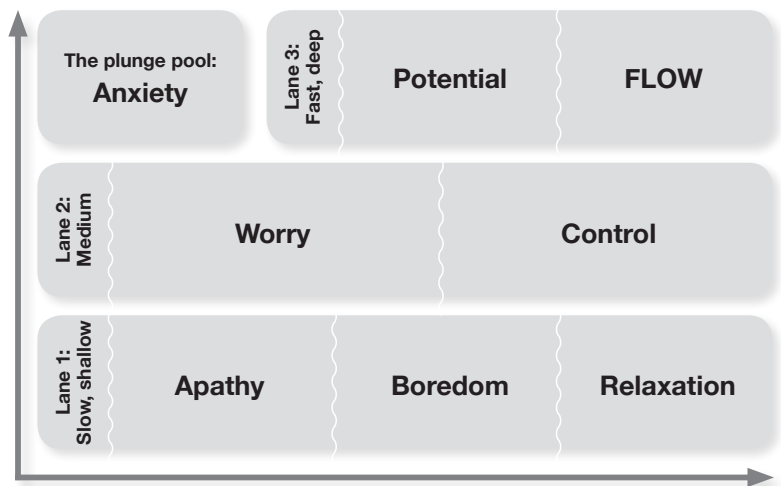 The plunge pool:
Anxiety
Lane 3:
Fast, deep
Potential
FLOW
Lane 2:
Medium
Worry
Control
Lane 1:
Slow, shallow
Apathy
Boredom
Relaxation